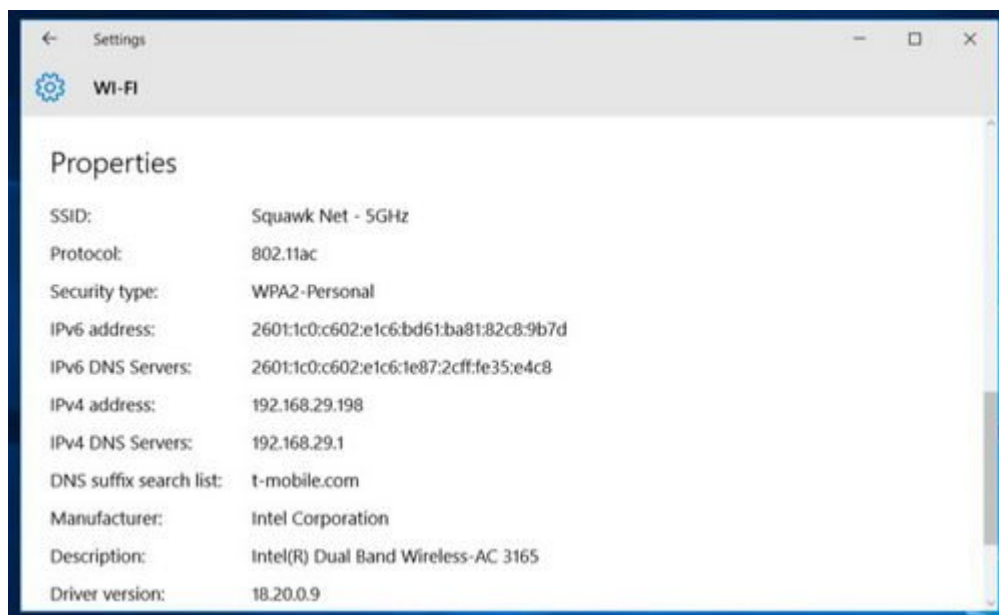 Settings
WI-FI
Properties
SSID: Squawk Net - 5GHz
Protocol: 802.11ac
Security type: WPA2-Personal
IPv6 address: 2601:1c0:c602:e1c6:bd61:ba81:82c8:9b7d
IPv6 DNS Servers: 2601:1c0:c602:e1c6:1e87:2cff:fe35:e4c8
IPv4 address: 192.168.29.198
IPv4 DNS Servers: 192.168.29.1
DNS suffix search list: t-mobile.com
Manufacturer: Intel Corporation
Description: Intel(R) Dual Band Wireless-AC 3165
Driver version: 18.20.0.9